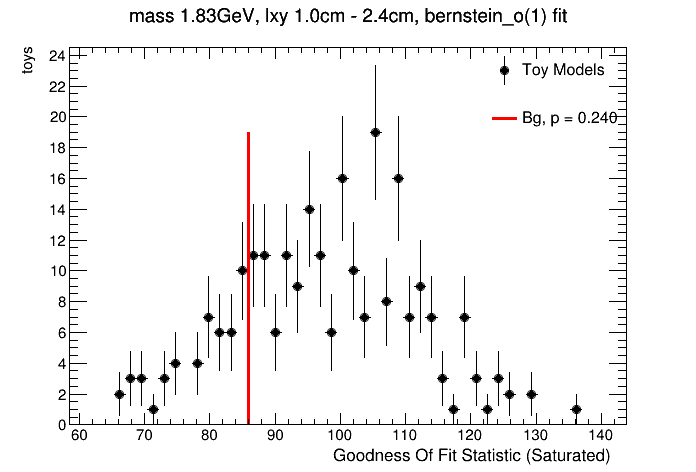 mass 1.83GeV, lxy 1.0cm - 2.4cm, bernstein_o(1) fit
toys
24
22
20
18
16
14
12
10
8
6
4
2
0
Toy Models
Bg, p = 0.240
60 70 80 90 100 110 120 130 140
Goodness Of Fit Statistic (Saturated)